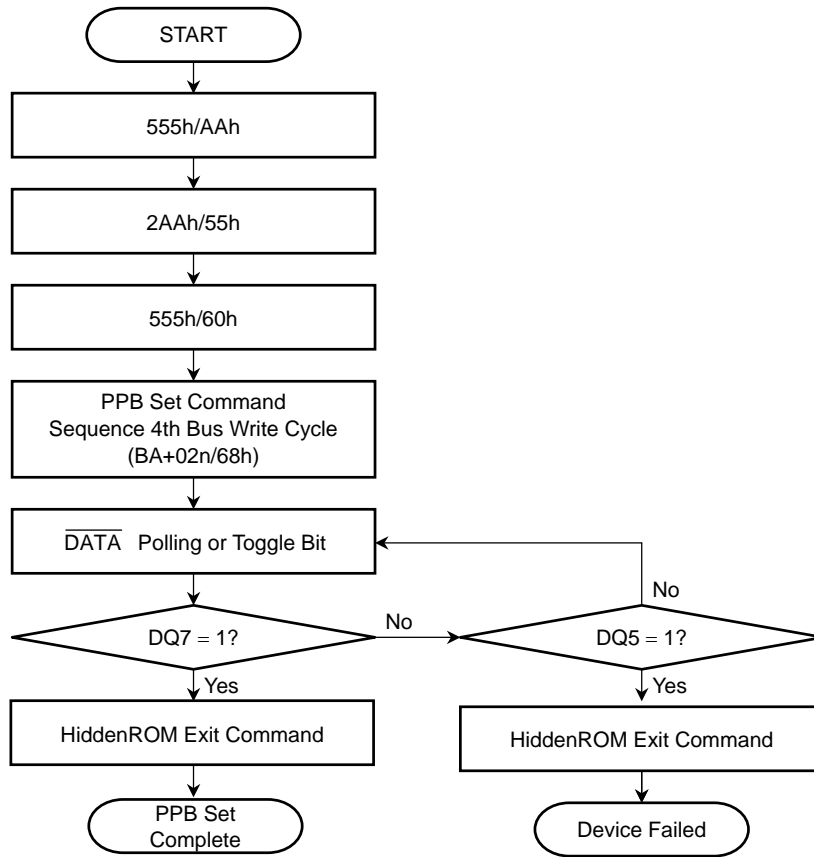 START
555h/AAh
2AAh/55h
555h/60h
PPB Set Command
Sequence 4th Bus Write Cycle
(BA+02n/68h)
DATA Polling or Toggle Bit
No
DQ7 = 1?
No
DQ5 = 1?
Yes
Yes
HiddenROM Exit Command
HiddenROM Exit Command
PPB Set
Complete
Device Failed